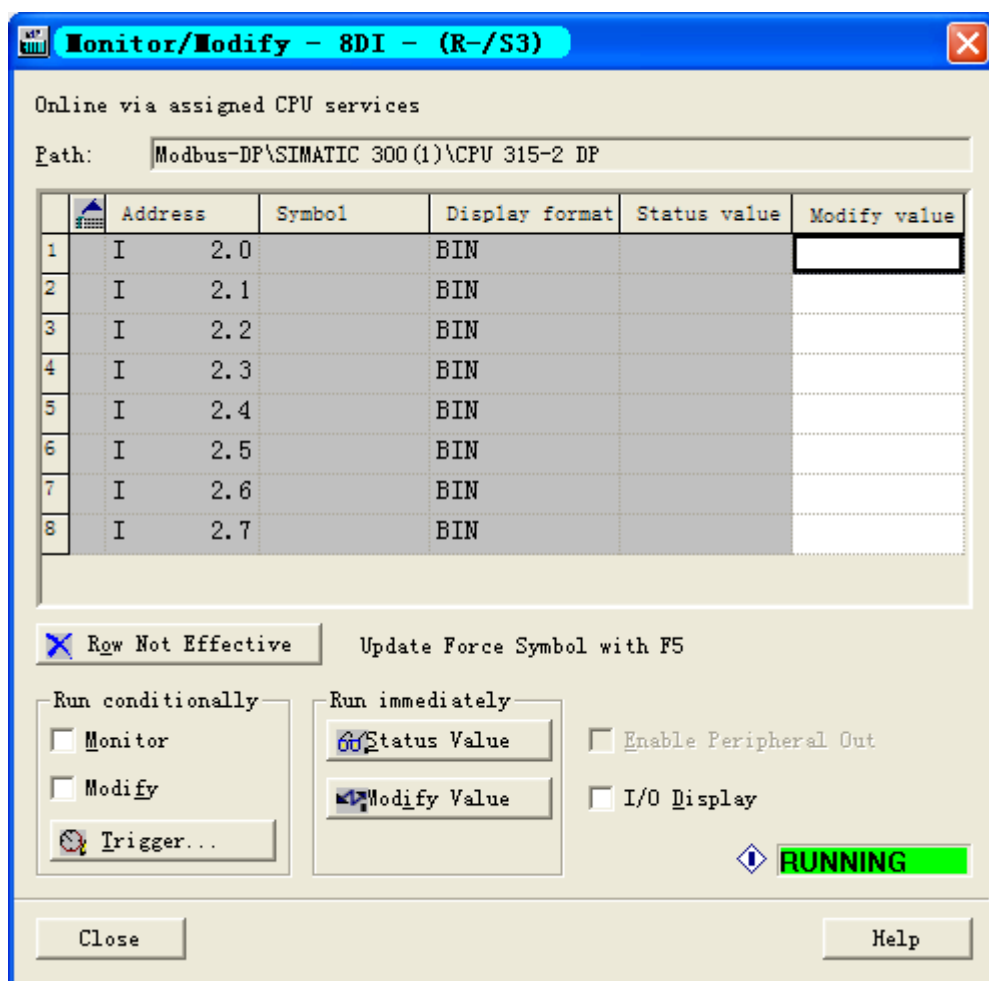 Monitor/Modify - 8DI - (R-/S3)
Online via assigned CPU services
Path: Modbus-DP\SIMATIC 300(1)\CPU 315-2 DP
Address Symbol Display format Status value Modify value
1 I 2.0 BIN
2 I 2.1 BIN
3 I 2.2 BIN
4 I 2.3 BIN
5 I 2.4 BIN
6 I 2.5 BIN
7 I 2.6 BIN
8 I 2.7 BIN
Row Not Effective Update Force Symbol with F5
Run conditionally Run immediately
Monitor Status Value Enable Peripheral Out
Modify Modify Value I/O Display
Trigger...
RUNNING
Close Help